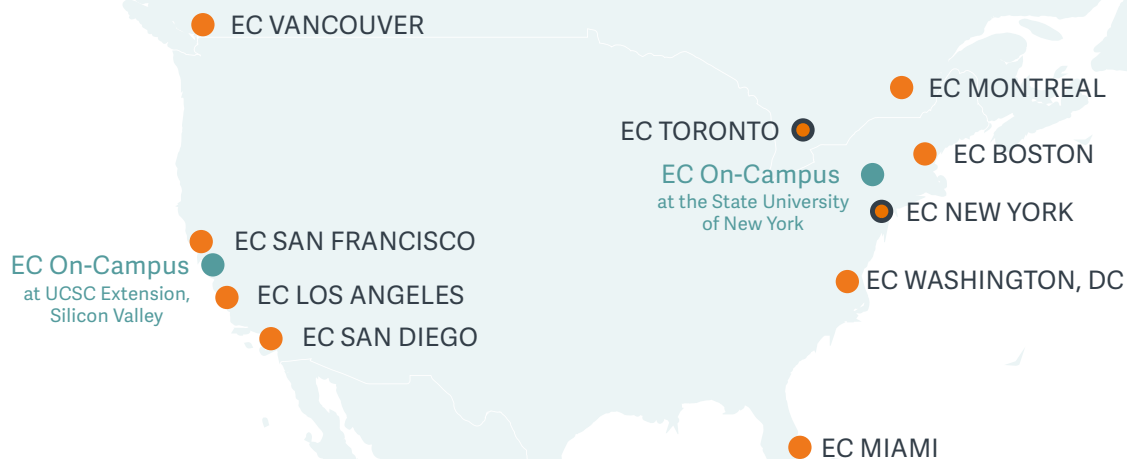 EC VANCOUVER
EC MONTREAL
EC TORONTO
EC BOSTON
EC On-Campus
at the State University
of New York
EC NEW YORK
EC SAN FRANCISCO
EC On-Campus
at UCSC Extension,
Silicon Valley
EC WASHINGTON, DC
EC LOS ANGELES
EC SAN DIEGO
EC MIAMI